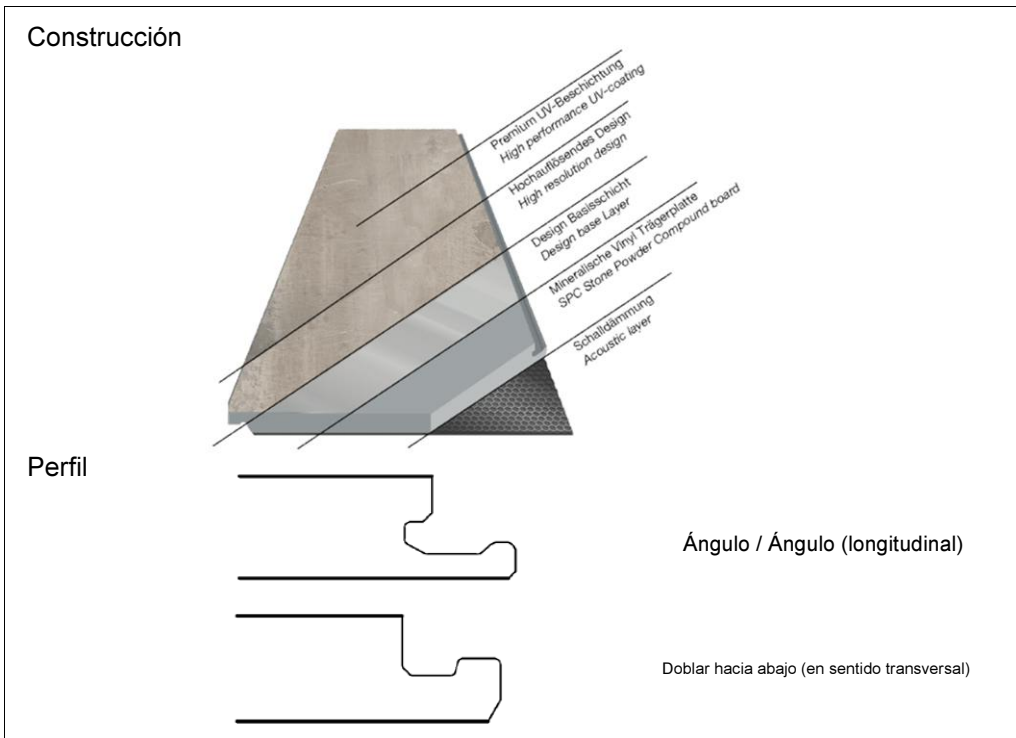 Construcción
Premium UV-Beschichtung
High performance UV-coating
Hochauflösendes Design
High resolution design
Design Basisschicht
Design base Layer
Mineralische Vinyl Trägerplatte
SPC Stone Powder Compound board
Schalldämmung
Acoustic layer
Perfil
Ángulo / Ángulo (longitudinal)
Doblar hacia abajo (en sentido transversal)